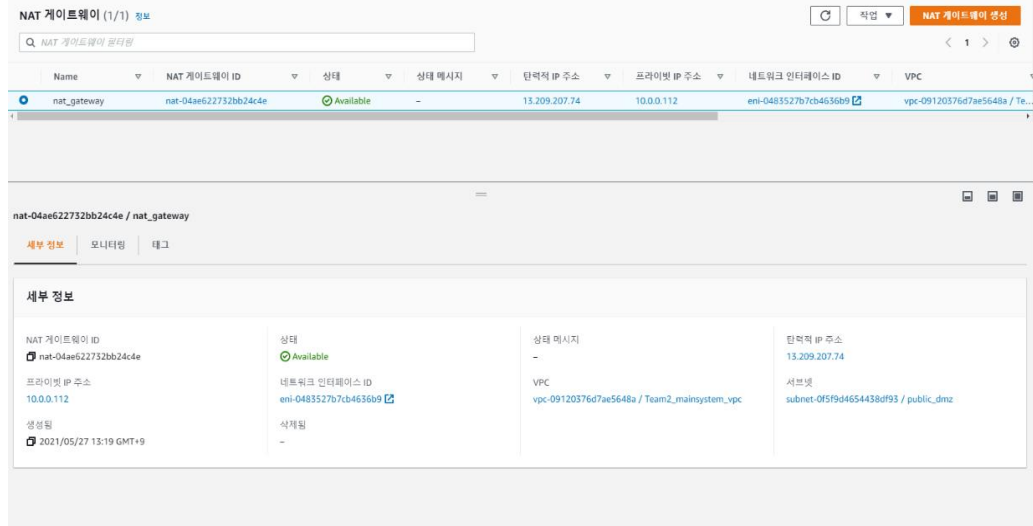 NAT 게이트웨이 (1/1) 정보
작업 ▼ NAT 게이트웨이 생성
NAT 게이트웨이 필터링
< 1 >
Name NAT 게이트웨이 ID 상태 상태 메시지 탄력적 IP 주소 프라이빗 IP 주소 네트워크 인터페이스 ID VPC
nat_gateway nat-04ae622732bb24c4e Available – 13.209.207.74 10.0.0.112 eni-0483527b7cb4636b9 vpc-09120376d7ae5648a / Te...
nat-04ae622732bb24c4e / nat_gateway
세부 정보 모니터링 태그
세부 정보
NAT 게이트웨이 ID 상태 상태 메시지 탄력적 IP 주소
nat-04ae622732bb24c4e Available – 13.209.207.74
프라이빗 IP 주소 네트워크 인터페이스 ID VPC 서브넷
10.0.0.112 eni-0483527b7cb4636b9 vpc-09120376d7ae5648a / Team2_mainsystem_vpc subnet-0f5f9d4654438df93 / public_dmz
생성됨 삭제됨
2021/05/27 13:19 GMT+9 –